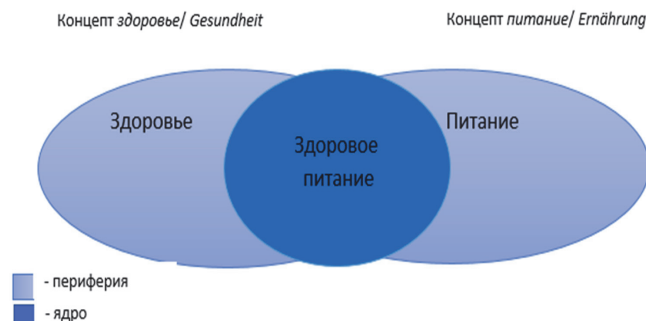 Концепт здоровье/ Gesundheit
Концепт питание/ Ernährung
Здоровье
Здоровое
питание
Питание
- периферия
- ядро